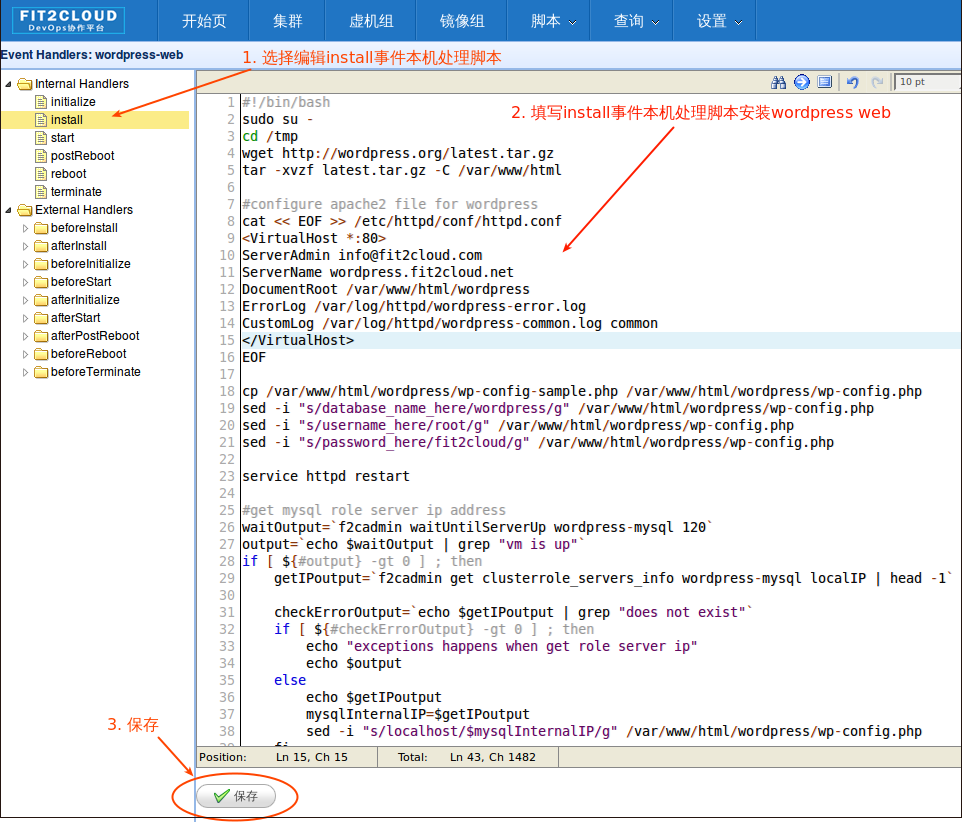 FIT2CLOUD
DevOps协作平台
开始页
集群
虚机组
镜像组
脚本
查询
设置
Event Handlers: wordpress-web
1. 选择编辑install事件本机处理脚本
Internal Handlers
initialize
install
start
postReboot
reboot
terminate
External Handlers
beforeInstall
afterInstall
beforeInitialize
beforeStart
afterInitialize
afterStart
afterPostReboot
beforeReboot
beforeTerminate
10 pt
2. 填写install事件本机处理脚本安装wordpress web
1 #!/bin/bash
2 sudo su -
3 cd /tmp
4 wget http://wordpress.org/latest.tar.gz
5 tar -xvzf latest.tar.gz -C /var/www/html
6
7 #configure apache2 file for wordpress
8 cat << EOF >> /etc/httpd/conf/httpd.conf
9 <VirtualHost *:80>
10 ServerAdmin info@fit2cloud.com
11 ServerName wordpress.fit2cloud.net
12 DocumentRoot /var/www/html/wordpress
13 ErrorLog /var/log/httpd/wordpress-error.log
14 CustomLog /var/log/httpd/wordpress-common.log common
15 </VirtualHost>
16 EOF
17
18 cp /var/www/html/wordpress/wp-config-sample.php /var/www/html/wordpress/wp-config.php
19 sed -i "s/database_name_here/wordpress/g" /var/www/html/wordpress/wp-config.php
20 sed -i "s/username_here/root/g" /var/www/html/wordpress/wp-config.php
21 sed -i "s/password_here/fit2cloud/g" /var/www/html/wordpress/wp-config.php
22
23 service httpd restart
24
25 #get mysql role server ip address
26 waitOutput=`f2cadmin waitUntilServerUp wordpress-mysql 120`
27 output=`echo $waitOutput | grep "vm is up"`
28 if [ ${#output} -gt 0 ] ; then
29 getIPoutput=`f2cadmin get clusterrole_servers_info wordpress-mysql localIP | head -1`
30
31 checkErrorOutput=`echo $getIPoutput | grep "does not exist"`
32 if [ ${#checkErrorOutput} -gt 0 ] ; then
33 echo "exceptions happens when get role server ip"
34 echo $output
35 else
36 echo $getIPoutput
37 mysqlInternalIP=$getIPoutput
38 sed -i "s/localhost/$mysqlInternalIP/g" /var/www/html/wordpress/wp-config.php
39 fi
3. 保存
Position: Ln 15, Ch 15 Total: Ln 43, Ch 1482
保存